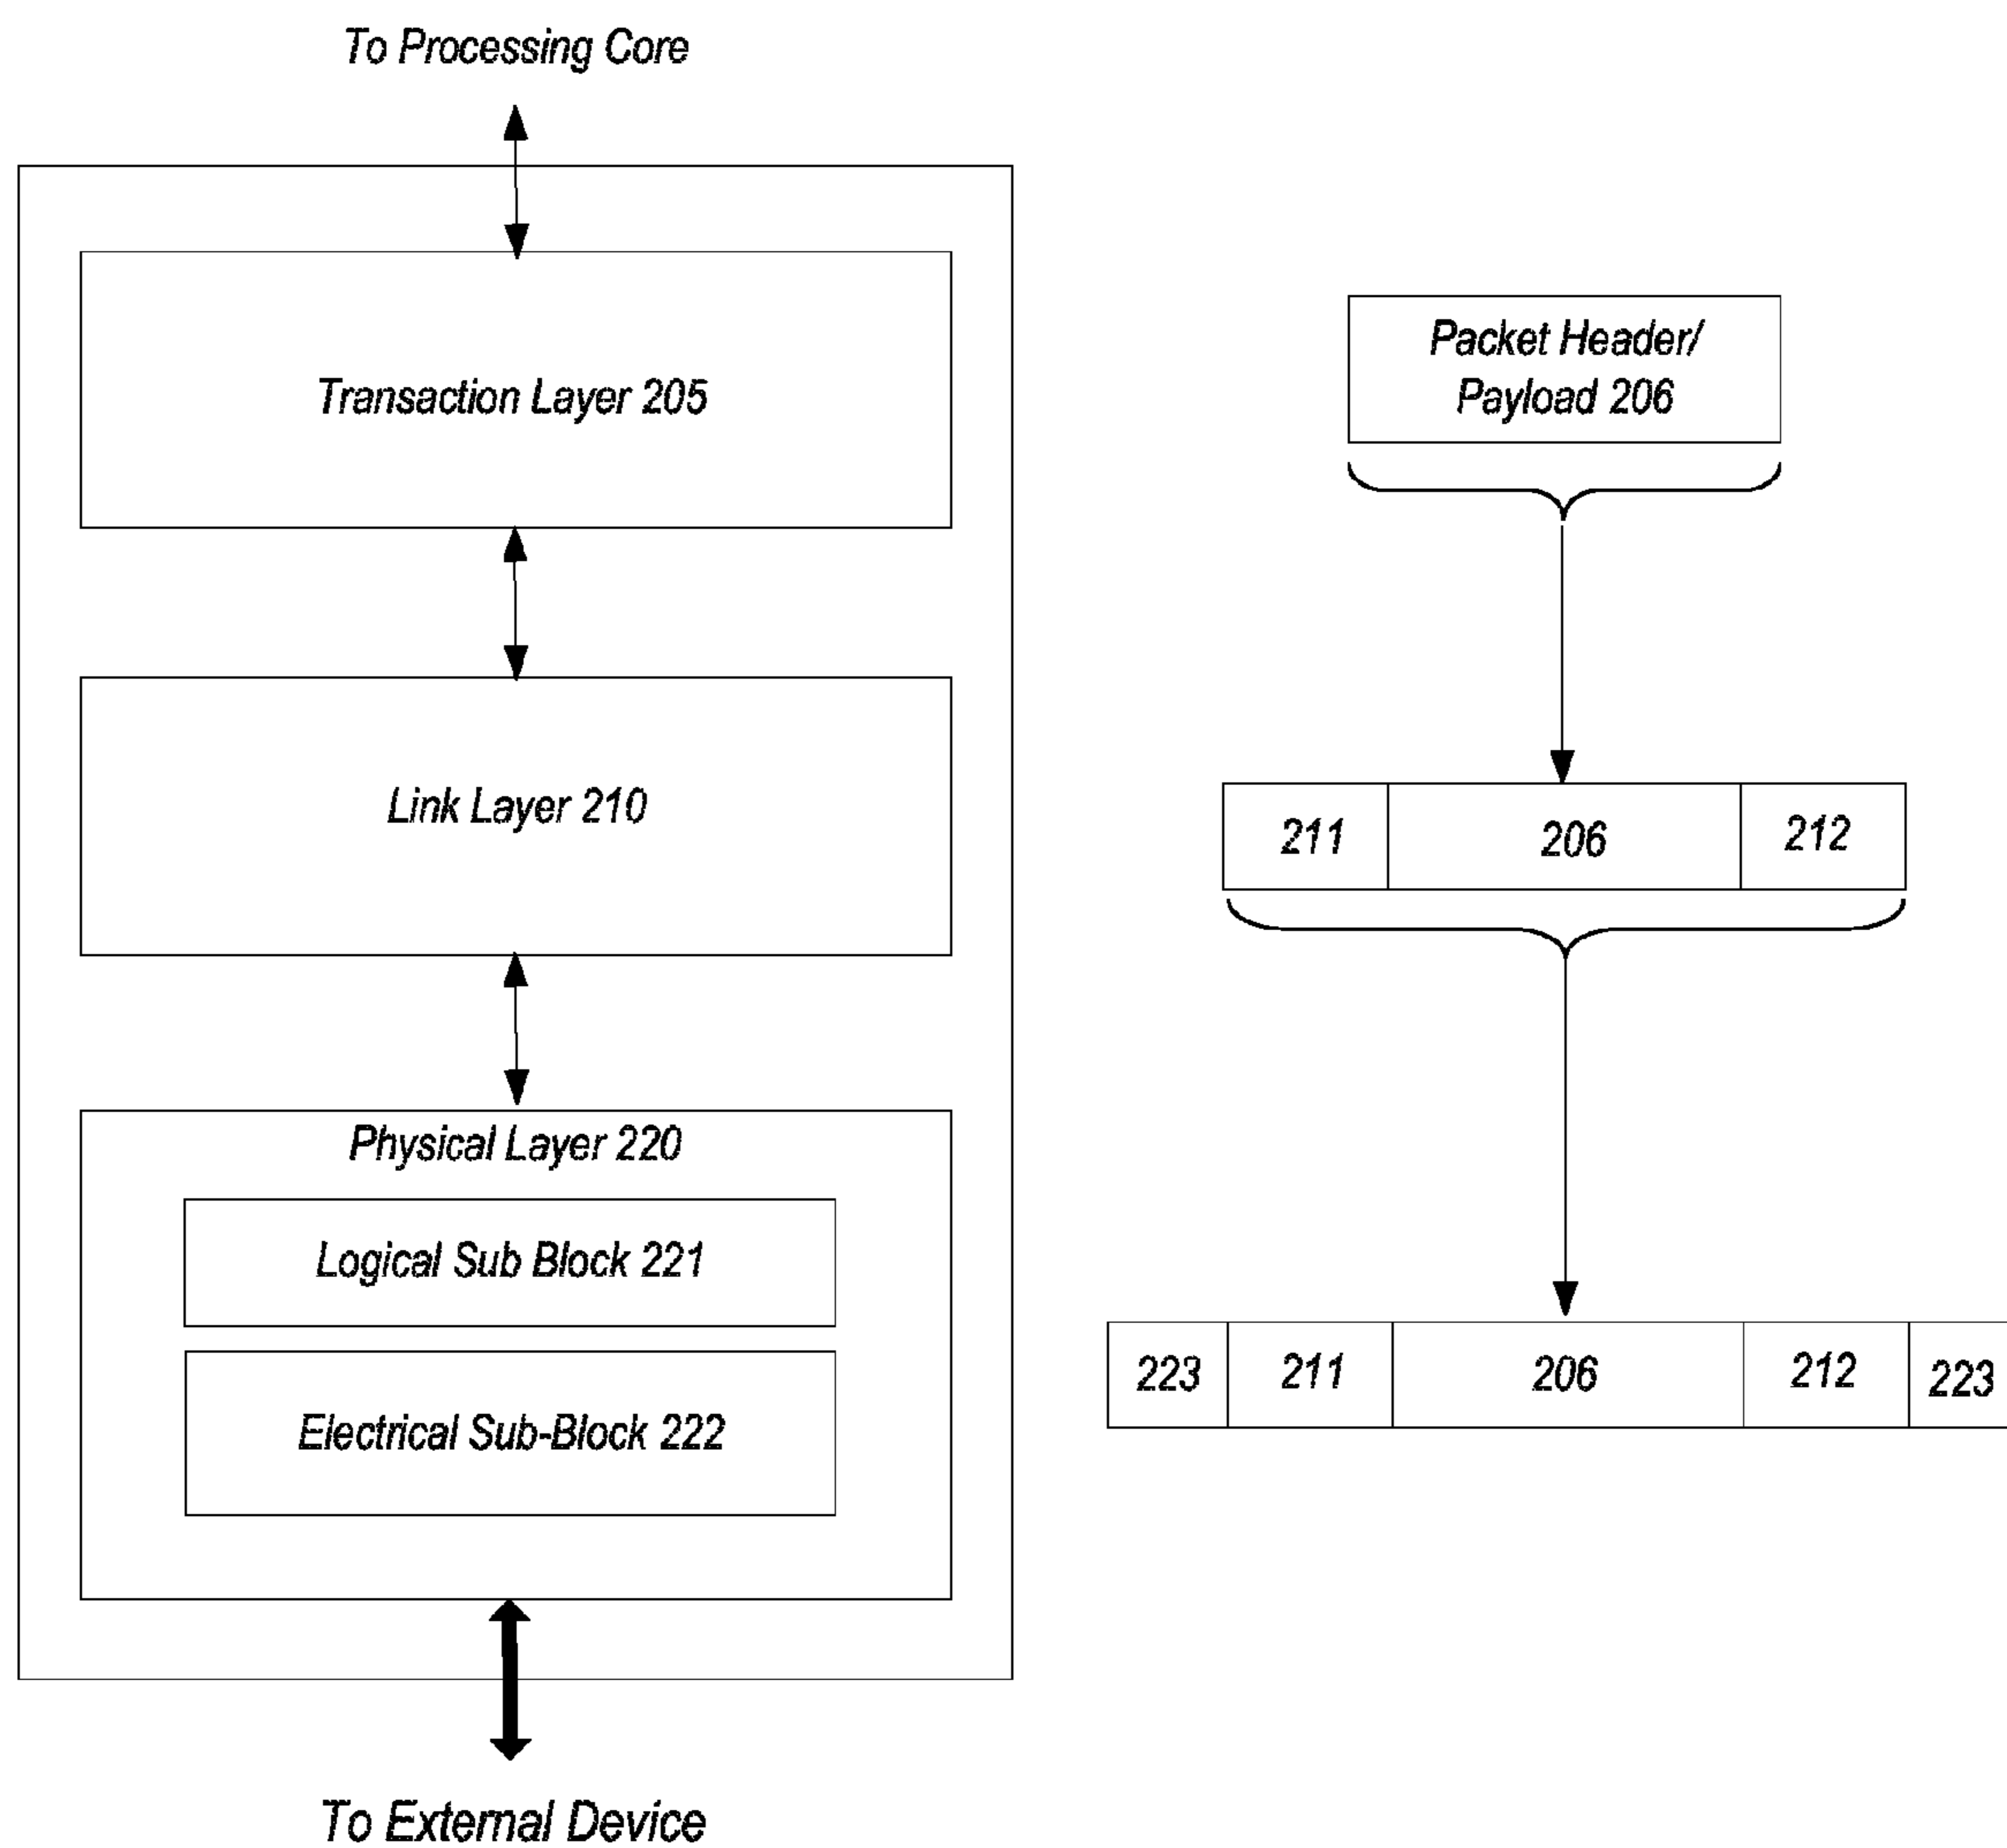 To Processing Core
Transaction Layer 205
Link Layer 210
Physical Layer 220
Logical Sub Block 221
Electrical Sub-Block 222
To External Device
Packet Header/
Payload 206
211 206 212
223 211 206 212 223